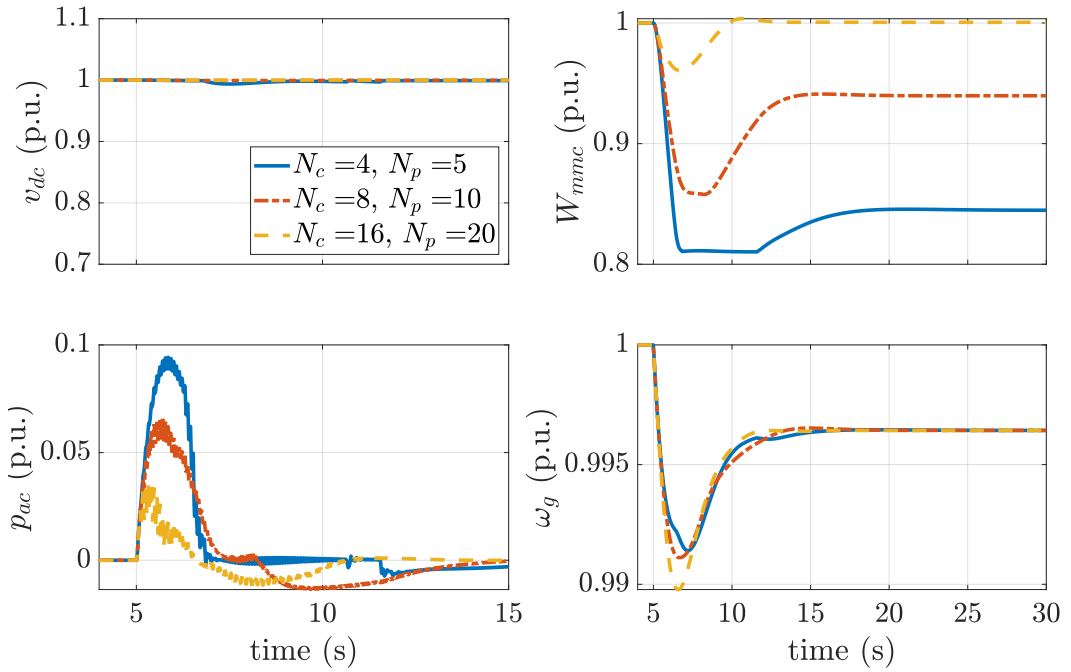 1.1
1
0.9
0.8
0.7
v_dc (p.u.)
N_c =4, N_p =5
N_c =8, N_p =10
N_c =16, N_p =20
1
0.9
0.8
W_mmc (p.u.)
0.1
0.05
0
p_ac (p.u.)
5 10 15
time (s)
1
0.995
0.99
ω_g (p.u.)
5 10 15 20 25 30
time (s)